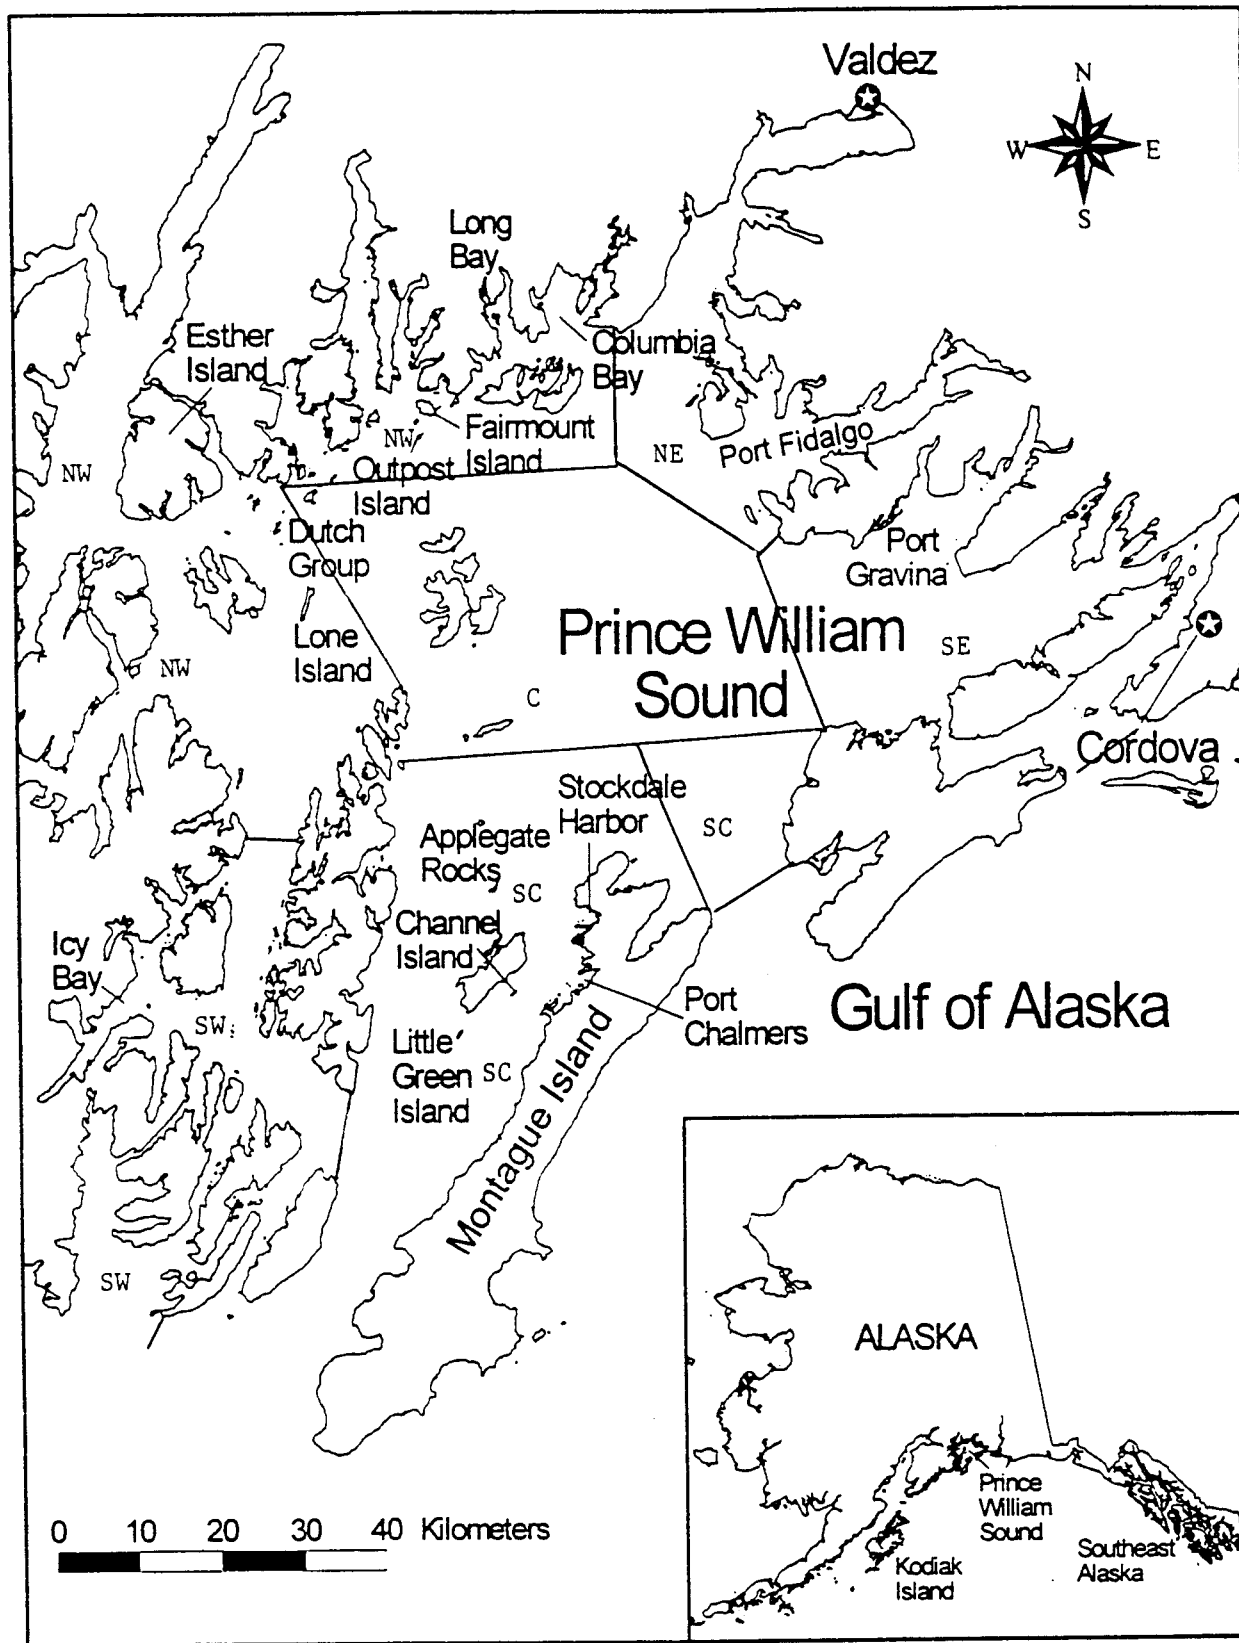 Valdez
N
W
E
S
Long
Bay
Esther
Island
Columbia
Bay
NW
Fairmount
Island
NE
Port Fidalgo
NW
Outpost
Island
Dutch
Group
Port
Gravina
Prince William
Sound
Lone
Island
SE
NW
C
Cordova
Stockdale
Harbor
SC
Applegate
Rocks
SC
Channel
Island
Icy
Bay
Port
Chalmers
Gulf of Alaska
SW
Little
Green
Island
SC
Montague Island
SW
ALASKA
Prince
William
Sound
Southeast
Alaska
Kodiak
Island
0 10 20 30 40 Kilometers